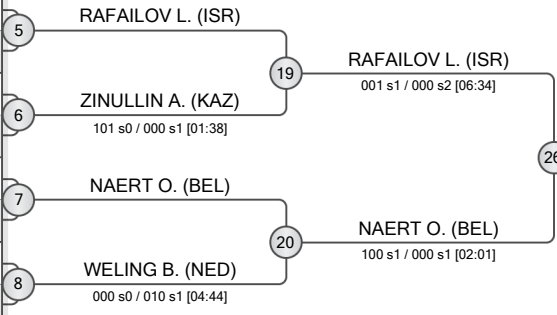 5
RAFAILOV L. (ISR)
19
RAFAILOV L. (ISR)
001 s1 / 000 s2 [06:34]
6
ZINULLIN A. (KAZ)
101 s0 / 000 s1 [01:38]
26
7
NAERT O. (BEL)
20
NAERT O. (BEL)
100 s1 / 000 s1 [02:01]
8
WELING B. (NED)
000 s0 / 010 s1 [04:44]